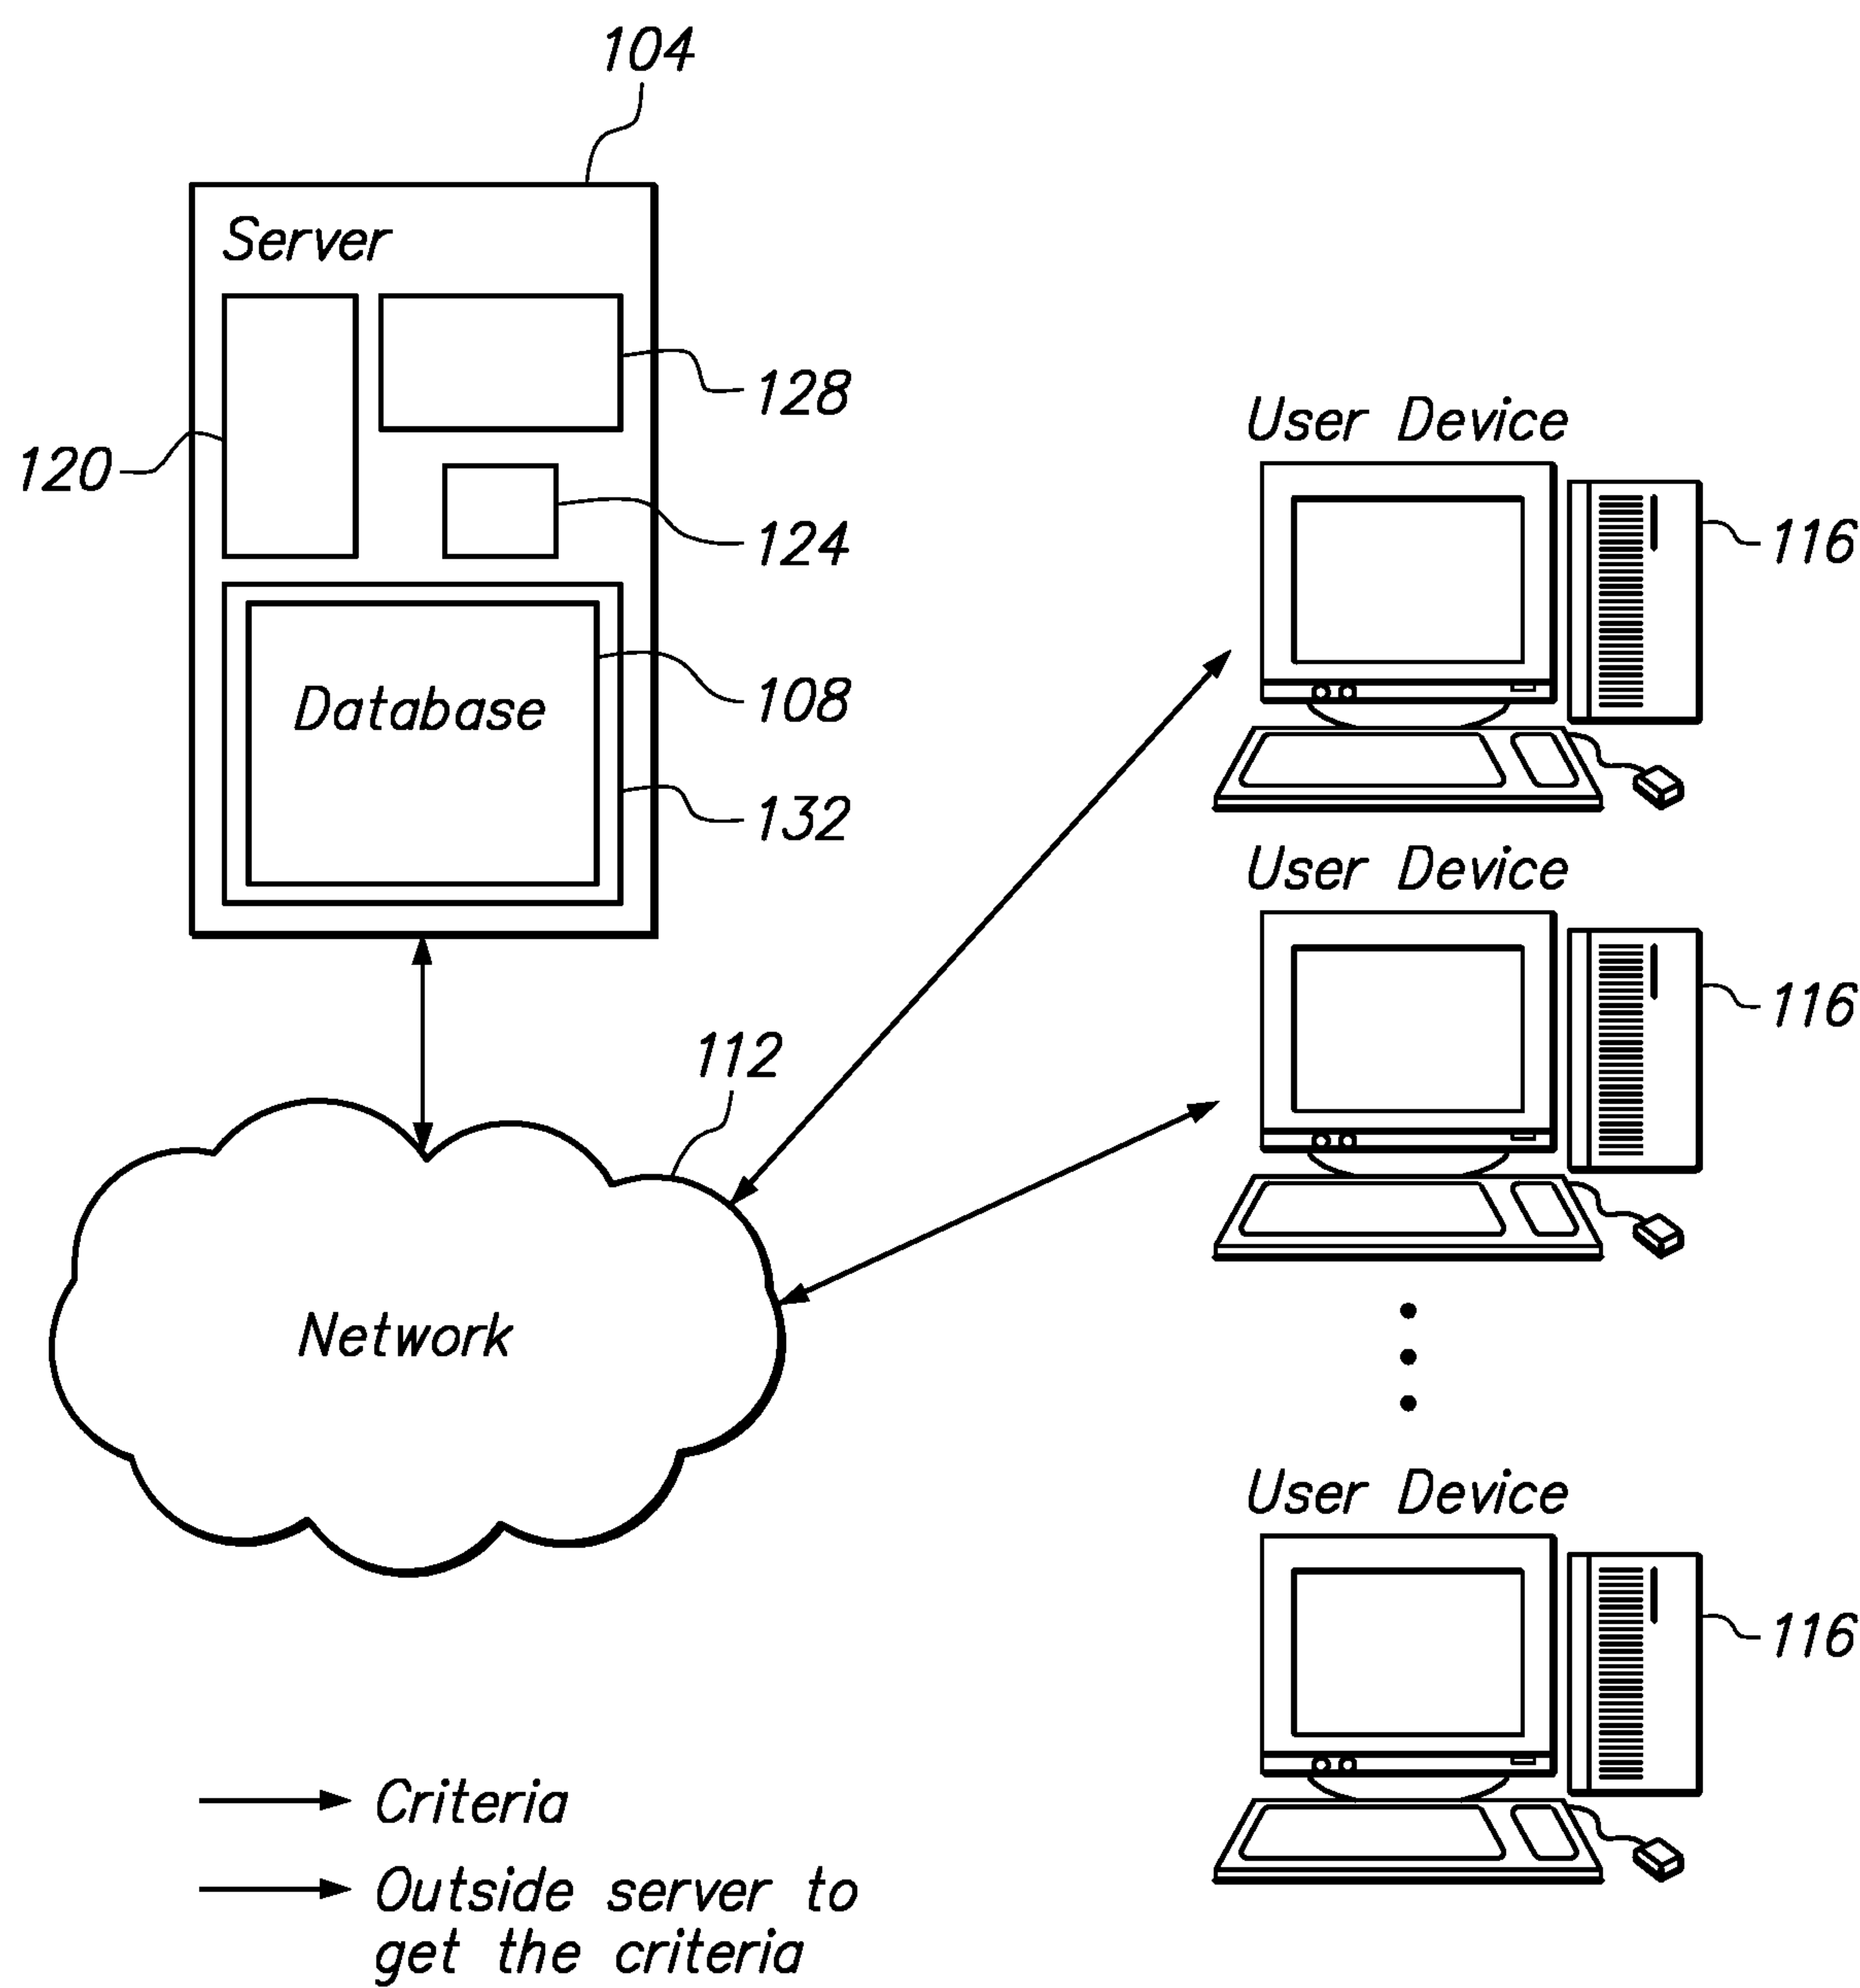 104
Server
128
120
124
Database
108
132
112
Network
User Device
116
User Device
116
User Device
116
Criteria
Outside server to
get the criteria